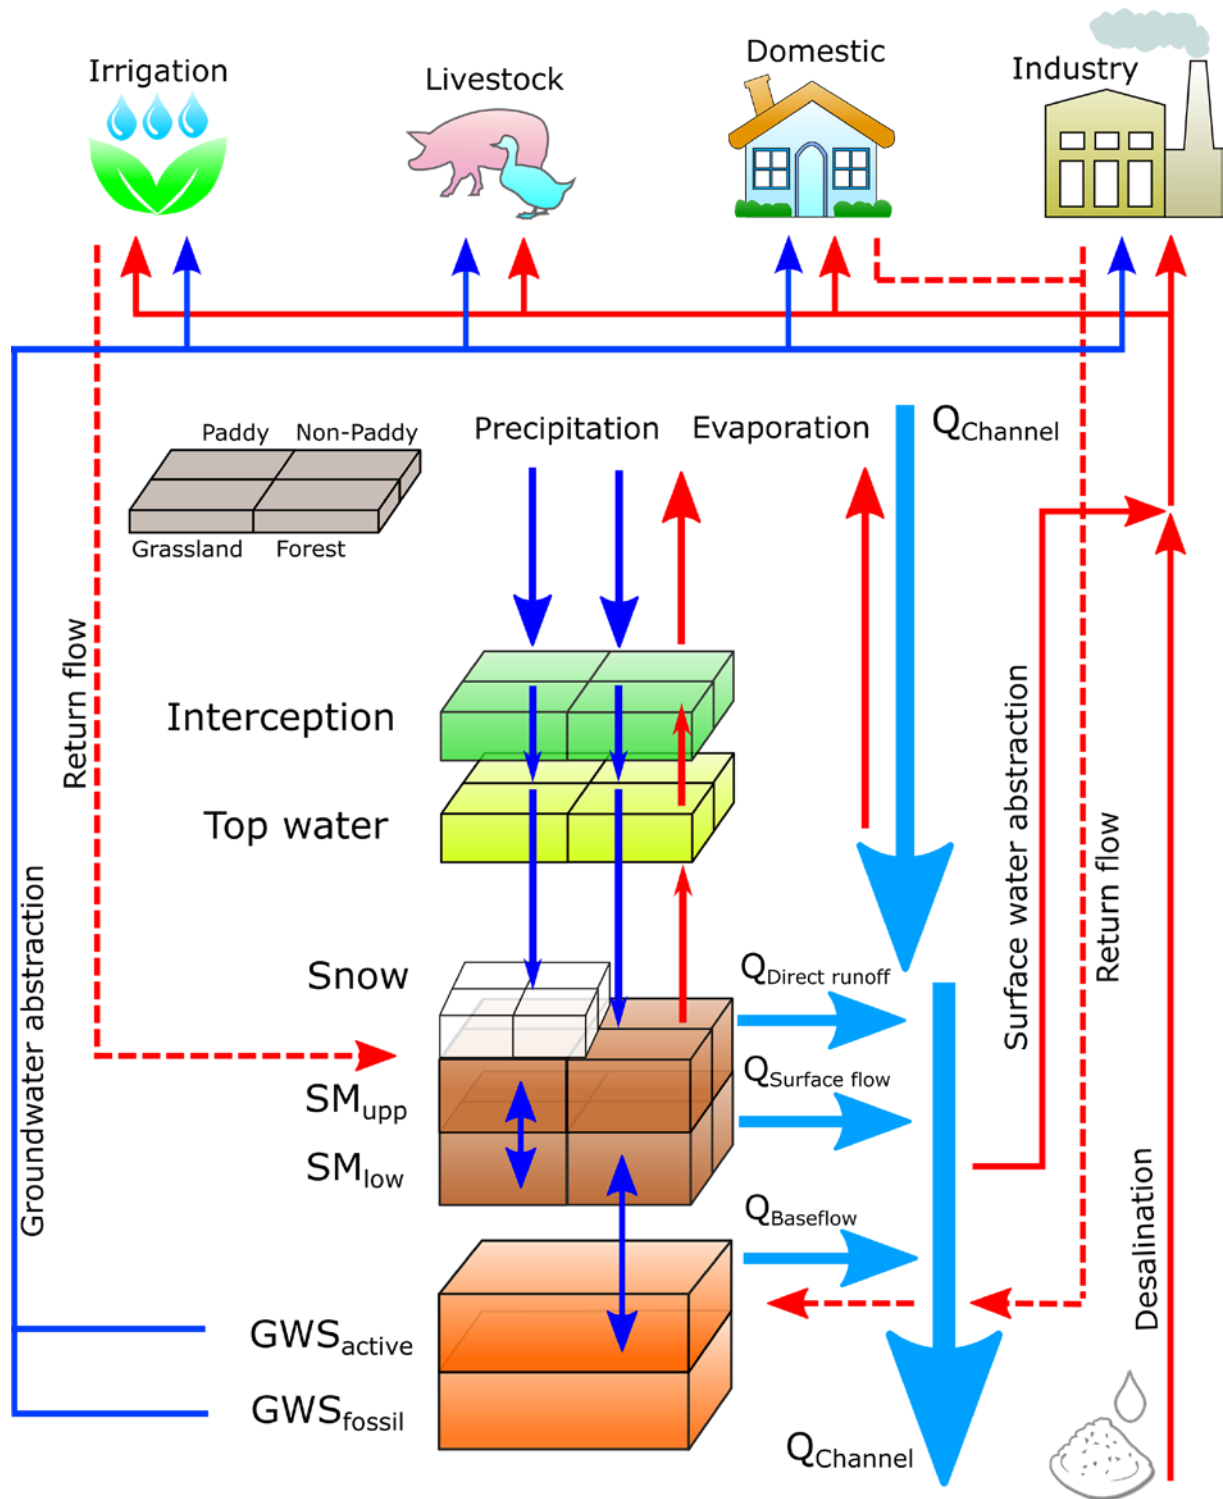 Irrigation
Livestock
Domestic
Industry
Paddy
Non-Paddy
Grassland
Forest
Precipitation
Evaporation
QChannel
Return flow
Interception
Top water
Snow
SMupp
SMlow
QDirect runoff
QSurface flow
QBaseflow
Groundwater abstraction
Surface water abstraction
Return flow
Desalination
GWSactive
GWSfossil
QChannel